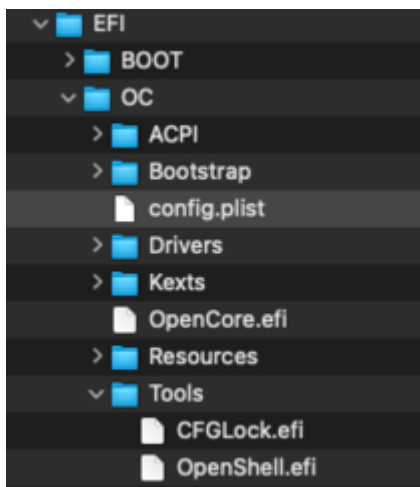 EFI
BOOT
OC
ACPI
Bootstrap
config.plist
Drivers
Kexts
OpenCore.efi
Resources
Tools
CFGLock.efi
OpenShell.efi